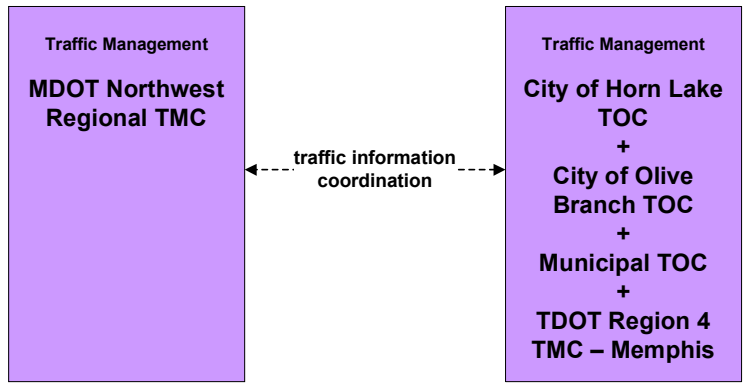 Traffic Management
MDOT Northwest
Regional TMC
traffic information
coordination
Traffic Management
City of Horn Lake
TOC
+
City of Olive
Branch TOC
+
Municipal TOC
+
TDOT Region 4
TMC – Memphis